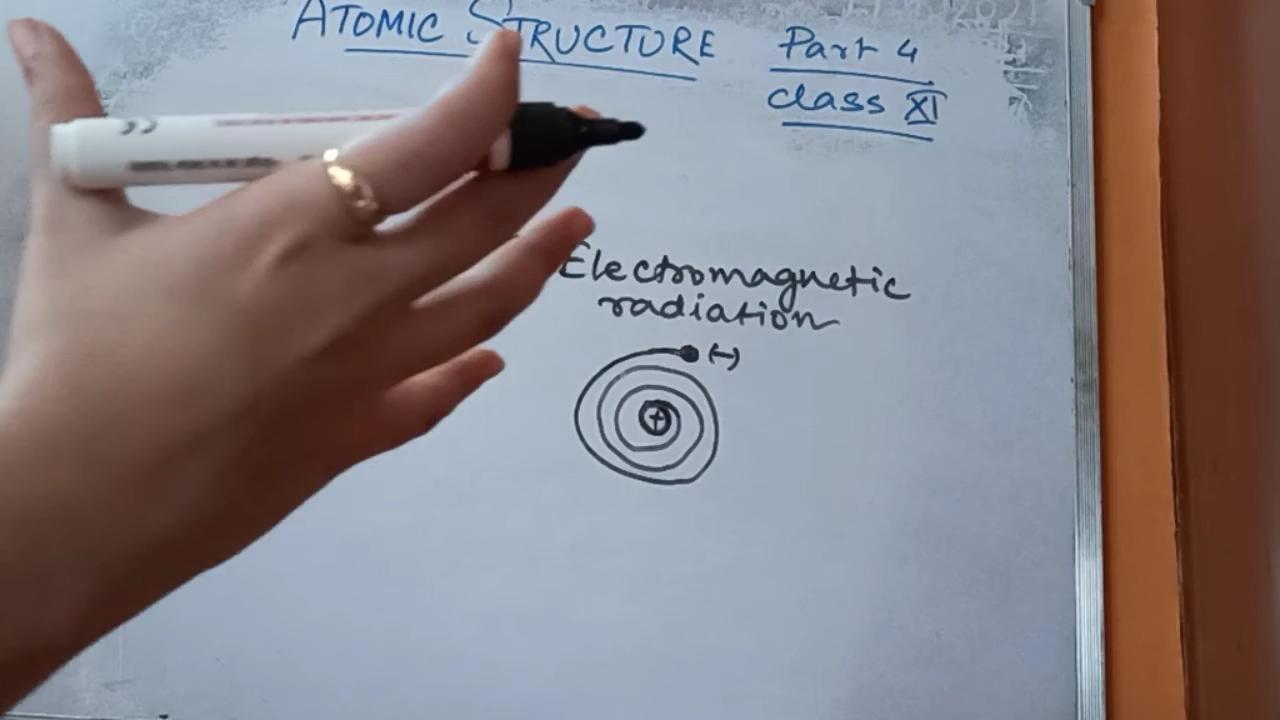 ATOMIC STRUCTURE Part 4
class XI
Electromagnetic
radiation
(-)
+